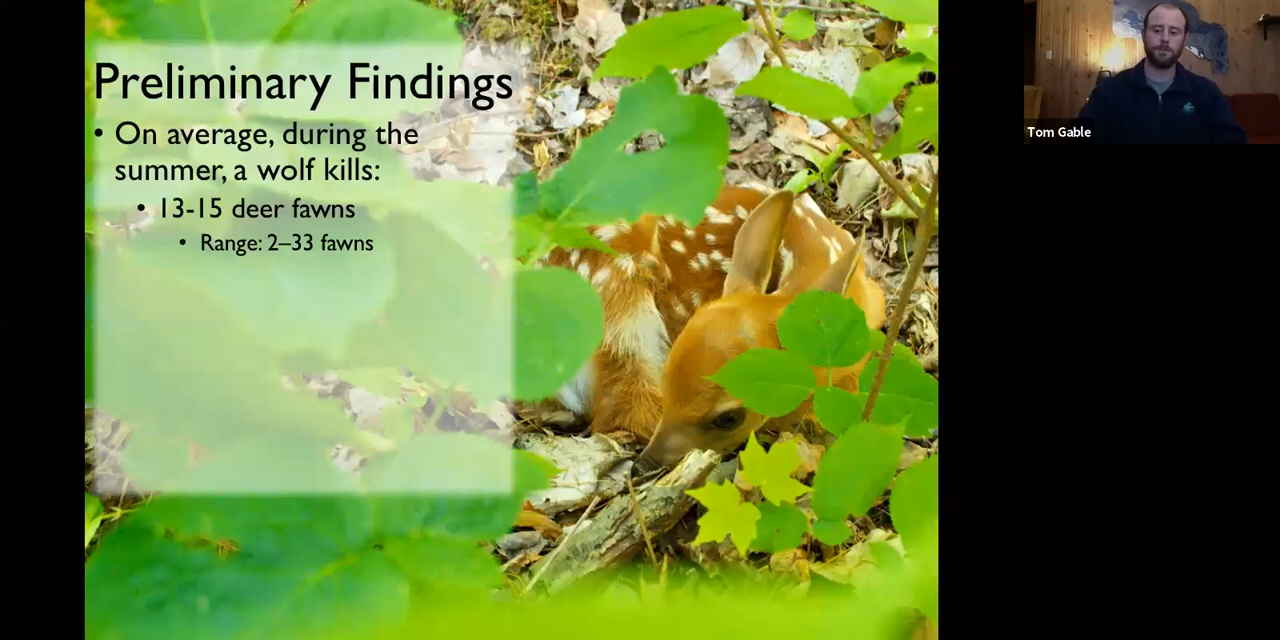 Preliminary Findings
• On average, during the
summer, a wolf kills:
• 13-15 deer fawns
• Range: 2–33 fawns
Tom Gable